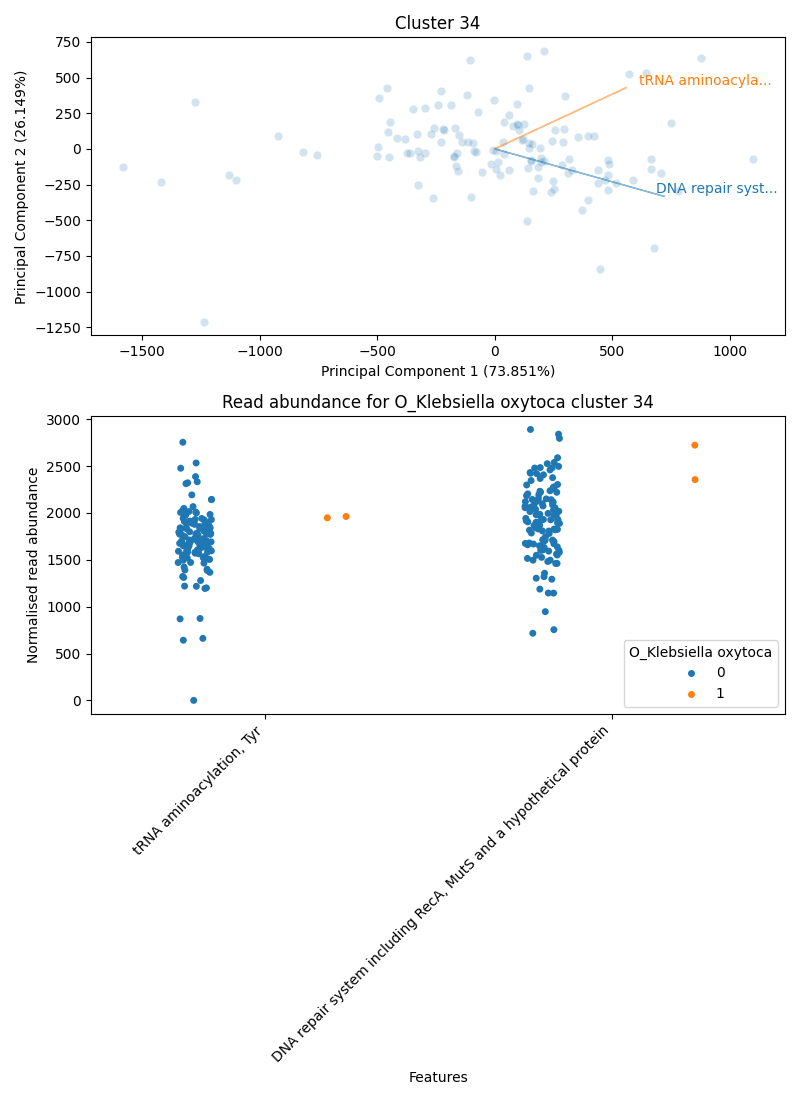 Cluster 34
750
500
250
0
−250
−500
−750
−1000
−1250
Principal Component 2 (26.149%)
tRNA aminoacyla...
DNA repair syst...
−1500
−1000
−500
0
500
1000
Principal Component 1 (73.851%)
Read abundance for O_Klebsiella oxytoca cluster 34
3000
2500
2000
1500
1000
500
0
Normalised read abundance
O_Klebsiella oxytoca
0
1
tRNA aminoacylation, Tyr
DNA repair system including RecA, MutS and a hypothetical protein
Features